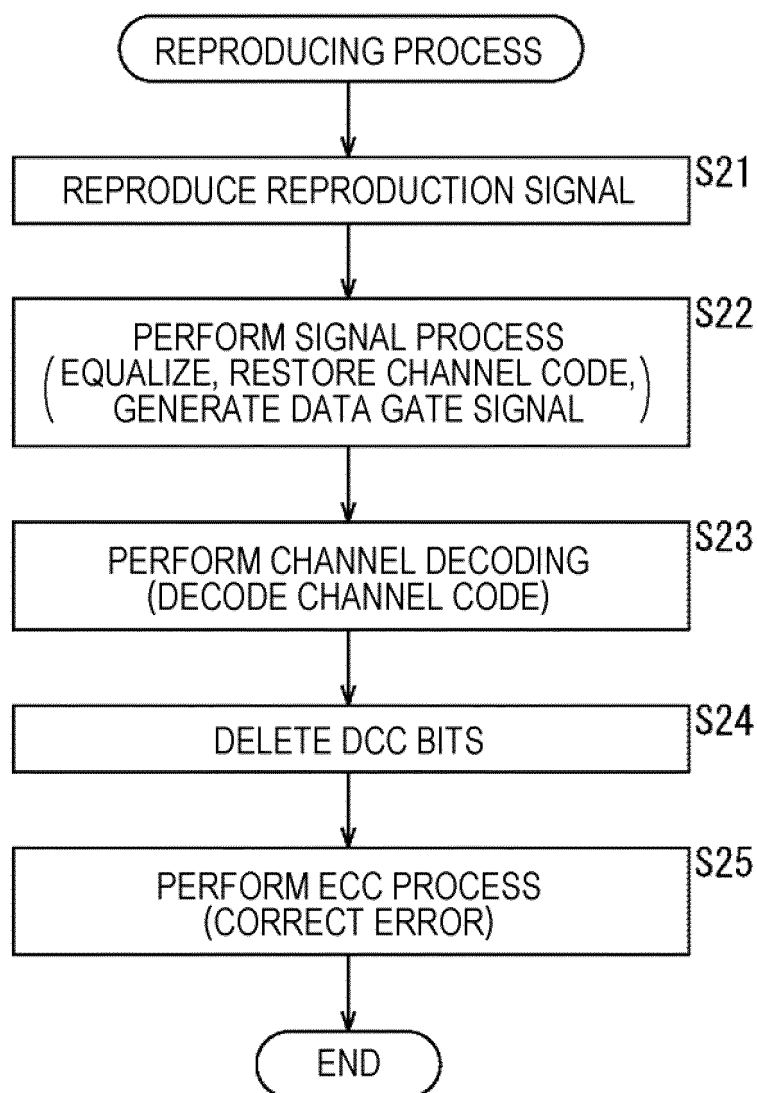 REPRODUCING PROCESS
S21
REPRODUCE REPRODUCTION SIGNAL
S22
PERFORM SIGNAL PROCESS
(EQUALIZE, RESTORE CHANNEL CODE,
GENERATE DATA GATE SIGNAL)
S23
PERFORM CHANNEL DECODING
(DECODE CHANNEL CODE)
S24
DELETE DCC BITS
S25
PERFORM ECC PROCESS
(CORRECT ERROR)
END